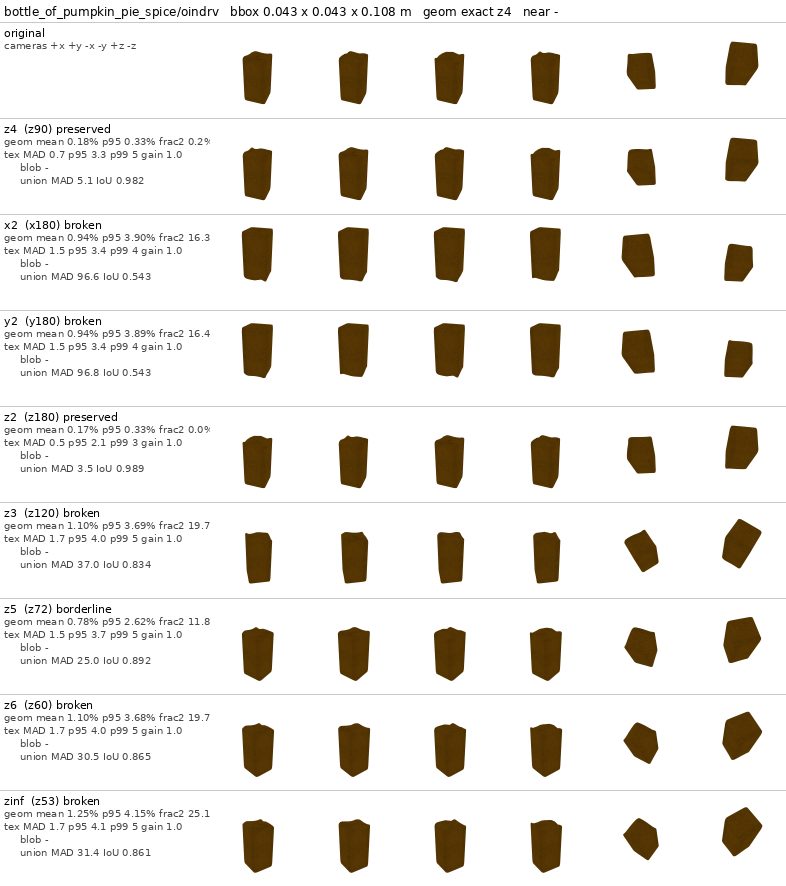 bottle_of_pumpkin_pie_spice/oindrv bbox 0.043 x 0.043 x 0.108 m geom exact z4 near -
original
cameras +x +y -x -y +z -z
z4 (z90) preserved
geom mean 0.18% p95 0.33% frac2 0.2%
tex MAD 0.7 p95 3.3 p99 5 gain 1.0
blob -
union MAD 5.1 IoU 0.982
x2 (x180) broken
geom mean 0.94% p95 3.90% frac2 16.3
tex MAD 1.5 p95 3.4 p99 4 gain 1.0
blob -
union MAD 96.6 IoU 0.543
y2 (y180) broken
geom mean 0.94% p95 3.89% frac2 16.4
tex MAD 1.5 p95 3.4 p99 4 gain 1.0
blob -
union MAD 96.8 IoU 0.543
z2 (z180) preserved
geom mean 0.17% p95 0.33% frac2 0.0%
tex MAD 0.5 p95 2.1 p99 3 gain 1.0
blob -
union MAD 3.5 IoU 0.989
z3 (z120) broken
geom mean 1.10% p95 3.69% frac2 19.7
tex MAD 1.7 p95 4.0 p99 5 gain 1.0
blob -
union MAD 37.0 IoU 0.834
z5 (z72) borderline
geom mean 0.78% p95 2.62% frac2 11.8
tex MAD 1.5 p95 3.7 p99 5 gain 1.0
blob -
union MAD 25.0 IoU 0.892
z6 (z60) broken
geom mean 1.10% p95 3.68% frac2 19.7
tex MAD 1.7 p95 4.0 p99 5 gain 1.0
blob -
union MAD 30.5 IoU 0.865
zinf (z53) broken
geom mean 1.25% p95 4.15% frac2 25.1
tex MAD 1.7 p95 4.1 p99 5 gain 1.0
blob -
union MAD 31.4 IoU 0.861